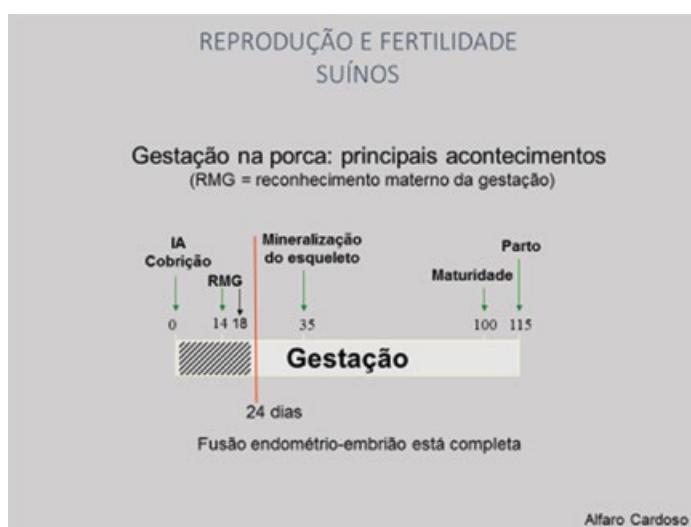 REPRODUÇÃO E FERTILIDADE
SUÍNOS
Gestação na porca: principais acontecimentos
(RMG = reconhecimento materno da gestação)
IA
Cobrição
RMG
Mineralização
do esqueleto
Maturidade
Parto
0
14
18
35
100
115
Gestação
24 dias
Fusão endométrio-embrião está completa
Alfaro Cardoso